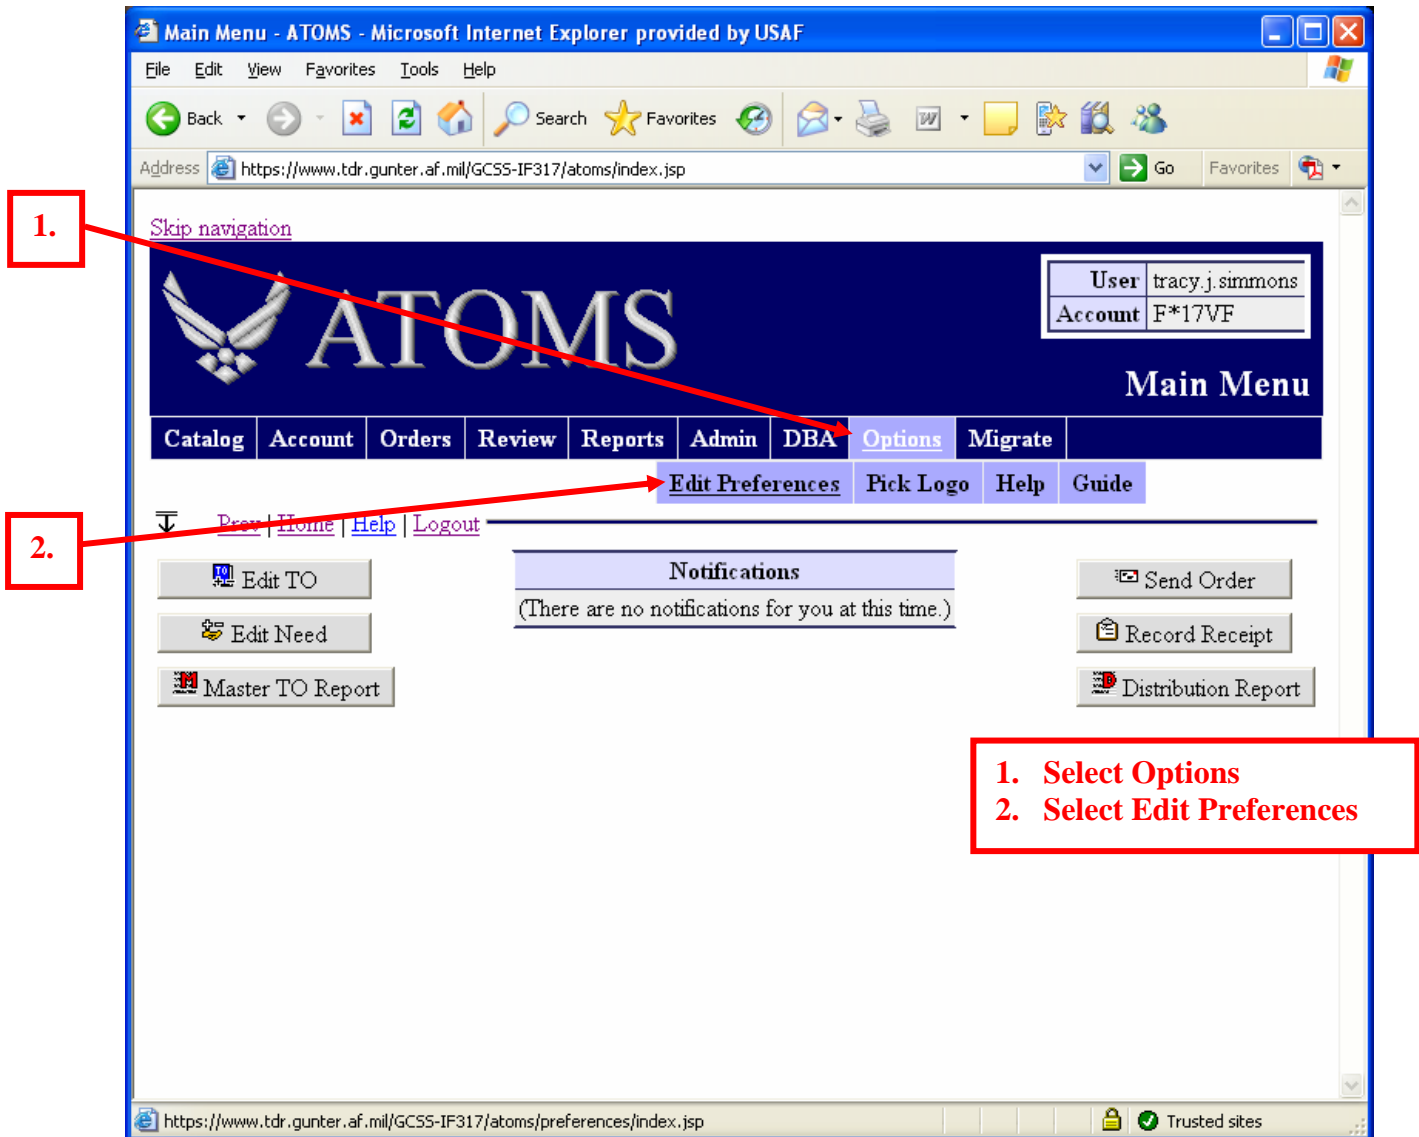 Main Menu - ATOMS - Microsoft Internet Explorer provided by USAF
File Edit View Favorites Tools Help
Back Search Favorites W
Address https://www.tdr.gunter.af.mil/GCSS-IF317/atoms/index.jsp Go Favorites
1.
Skip navigation
ATOMS
User tracy.j.simmons
Account F*17VF
Main Menu
Catalog Account Orders Review Reports Admin DBA Options Migrate
Edit Preferences Pick Logo Help Guide
Prev | Home | Help | Logout
2.
Edit TO
Edit Need
Master TO Report
Notifications
(There are no notifications for you at this time.)
Send Order
Record Receipt
Distribution Report
1. Select Options
2. Select Edit Preferences
https://www.tdr.gunter.af.mil/GCSS-IF317/atoms/preferences/index.jsp Trusted sites